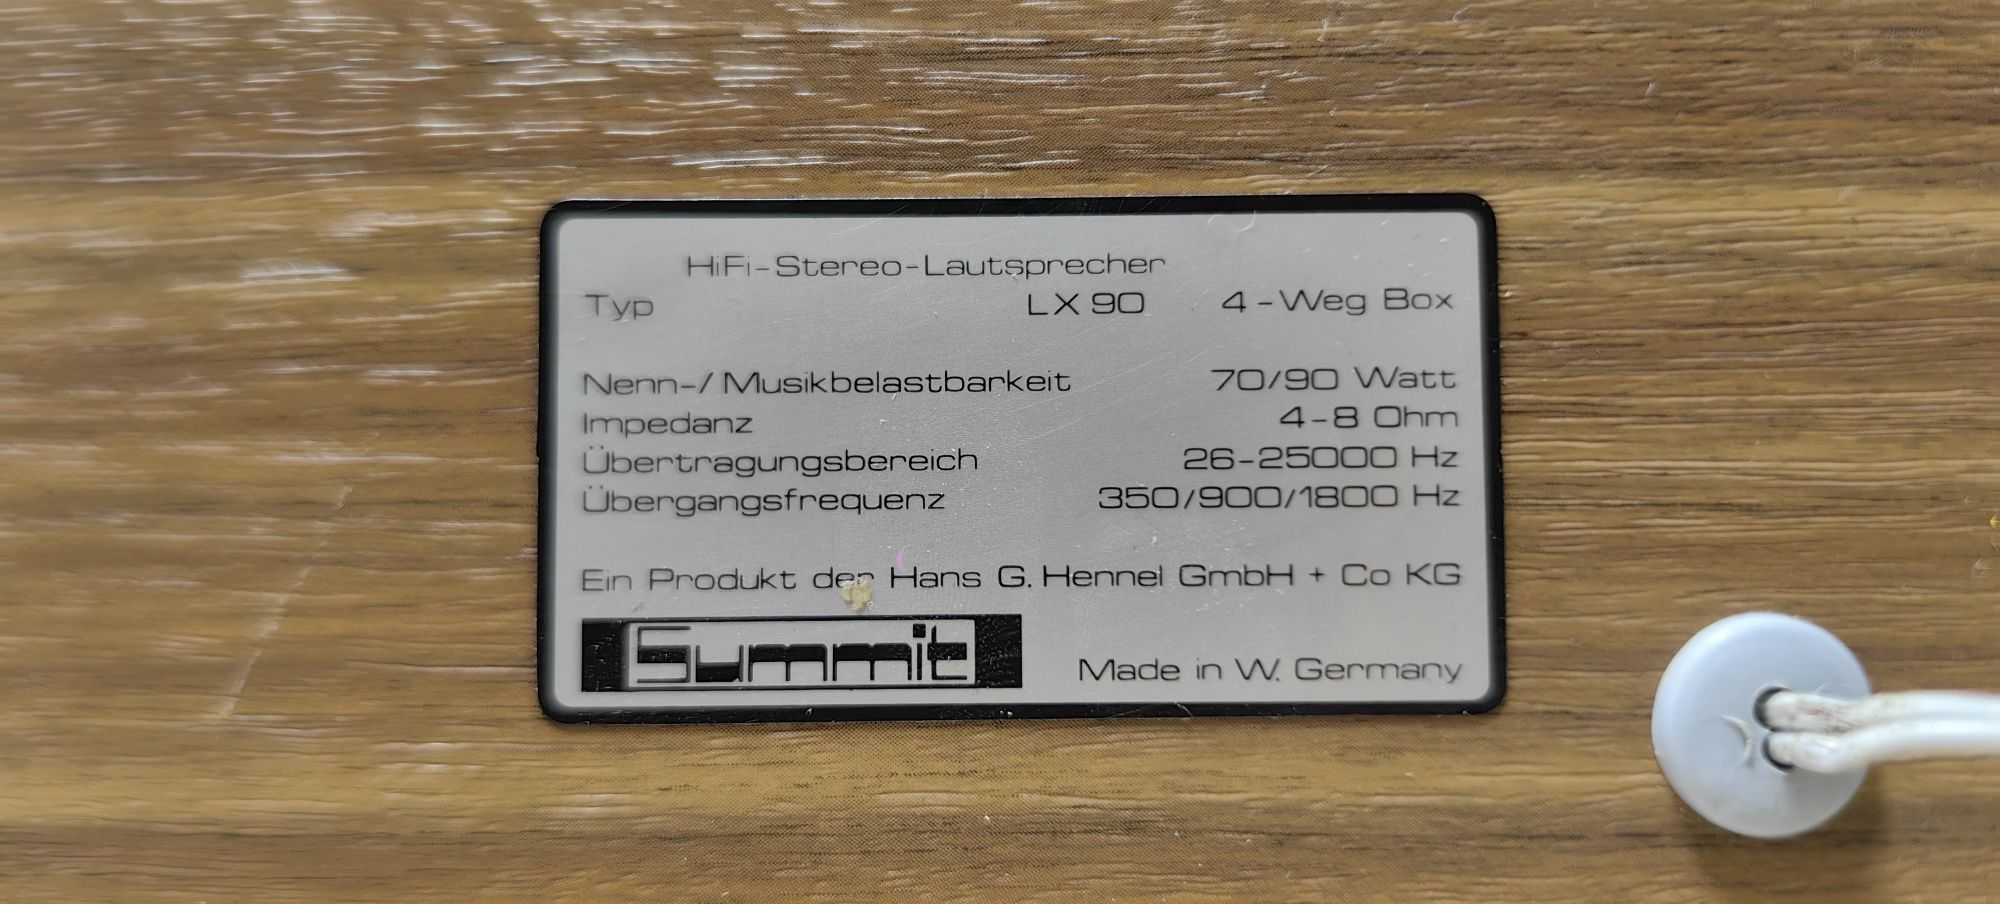 HiFi-Stereo-Lautsprecher
Typ LX 90 4-Weg Box
Nenn-/Musikbelastbarkeit 70/90 Watt
Impedanz 4-8 Ohm
Übertragungsbereich 26-25000 Hz
Übergangsfrequenz 350/900/1800 Hz
Ein Produkt der Hans G. Hennel GmbH + Co KG
Summit Made in W. Germany